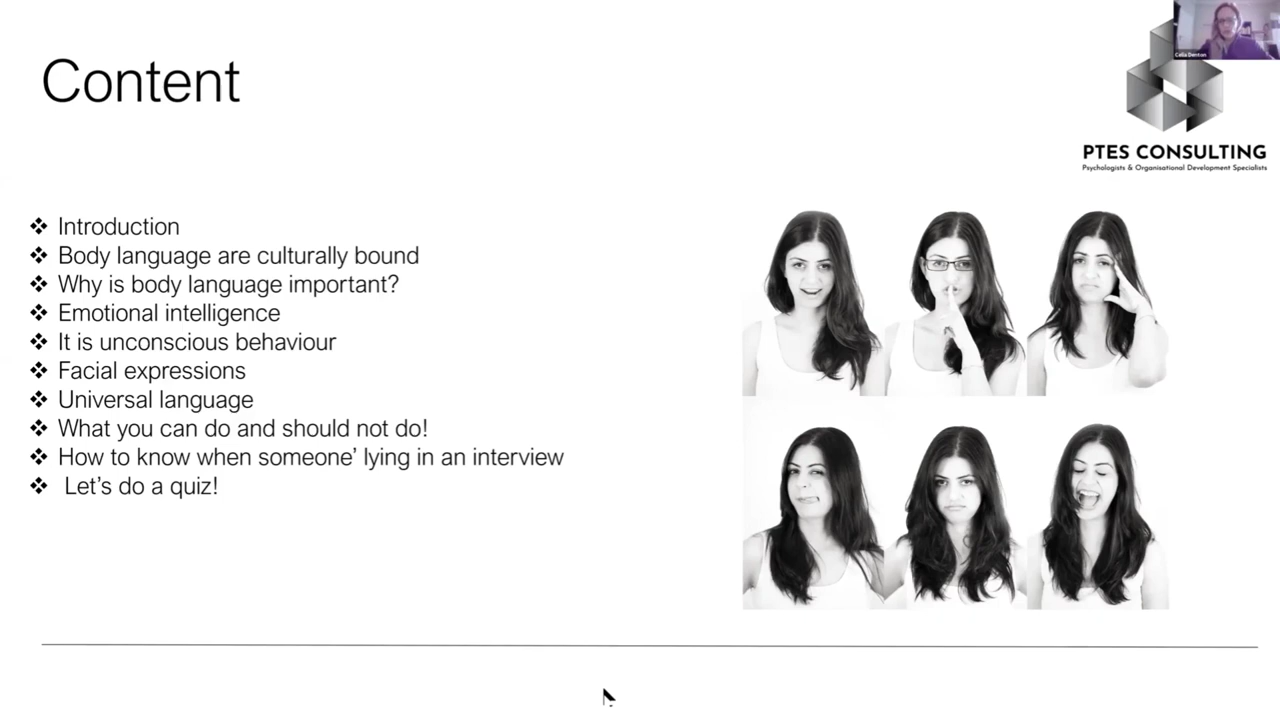 Content
Celia Denton
PTES CONSULTING
Psychologists & Organisational Development Specialists
❖ Introduction
❖ Body language are culturally bound
❖ Why is body language important?
❖ Emotional intelligence
❖ It is unconscious behaviour
❖ Facial expressions
❖ Universal language
❖ What you can do and should not do!
❖ How to know when someone’ lying in an interview
❖ Let’s do a quiz!